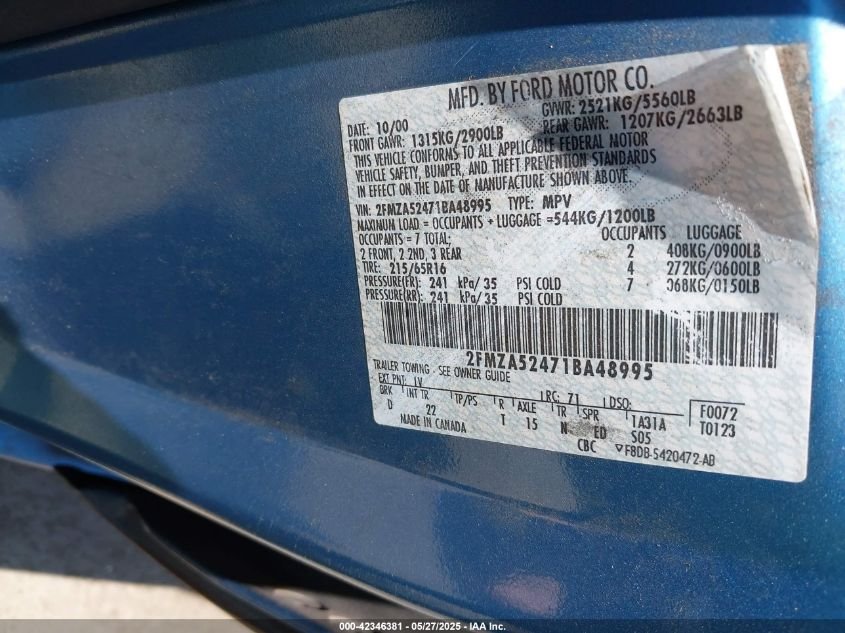 MFD. BY FORD MOTOR CO.
DATE: 10/00 GVWR: 2521KG/5560LB
FRONT GAWR: 1315KG/2900LB REAR GAWR: 1207KG/2663LB
THIS VEHICLE CONFORMS TO ALL APPLICABLE FEDERAL MOTOR
VEHICLE SAFETY, BUMPER, AND THEFT PREVENTION STANDARDS
IN EFFECT ON THE DATE OF MANUFACTURE SHOWN ABOVE.
VIN: 2FMZA52471BA48995 TYPE: MPV
MAXIMUM LOAD = OCCUPANTS + LUGGAGE =544KG/1200LB
OCCUPANTS = 7 TOTAL; OCCUPANTS LUGGAGE
2 FRONT, 2 2ND, 3 REAR 2 408KG/0900LB
TIRE: 215/65R16 4 272KG/0600LB
PRESSURE(FR) 241 kPa/35 PSI COLD 7 068KG/0150LB
PRESSURE(RR) 241 kPa/35 PSI COLD
2FMZA52471BA48995
TRAILER TOWING - SEE OWNER GUIDE
EXT PNT: LV RC: 71 DSO: F0072
BRK INT TR TP/PS R AXLE TR SPR 1A31A T0123
D 22 T 15 N ED S05
MADE IN CANADA CBC ▽F8DB-5420472-AB
000-42346381 | 05/27/2025 - IAA Inc.